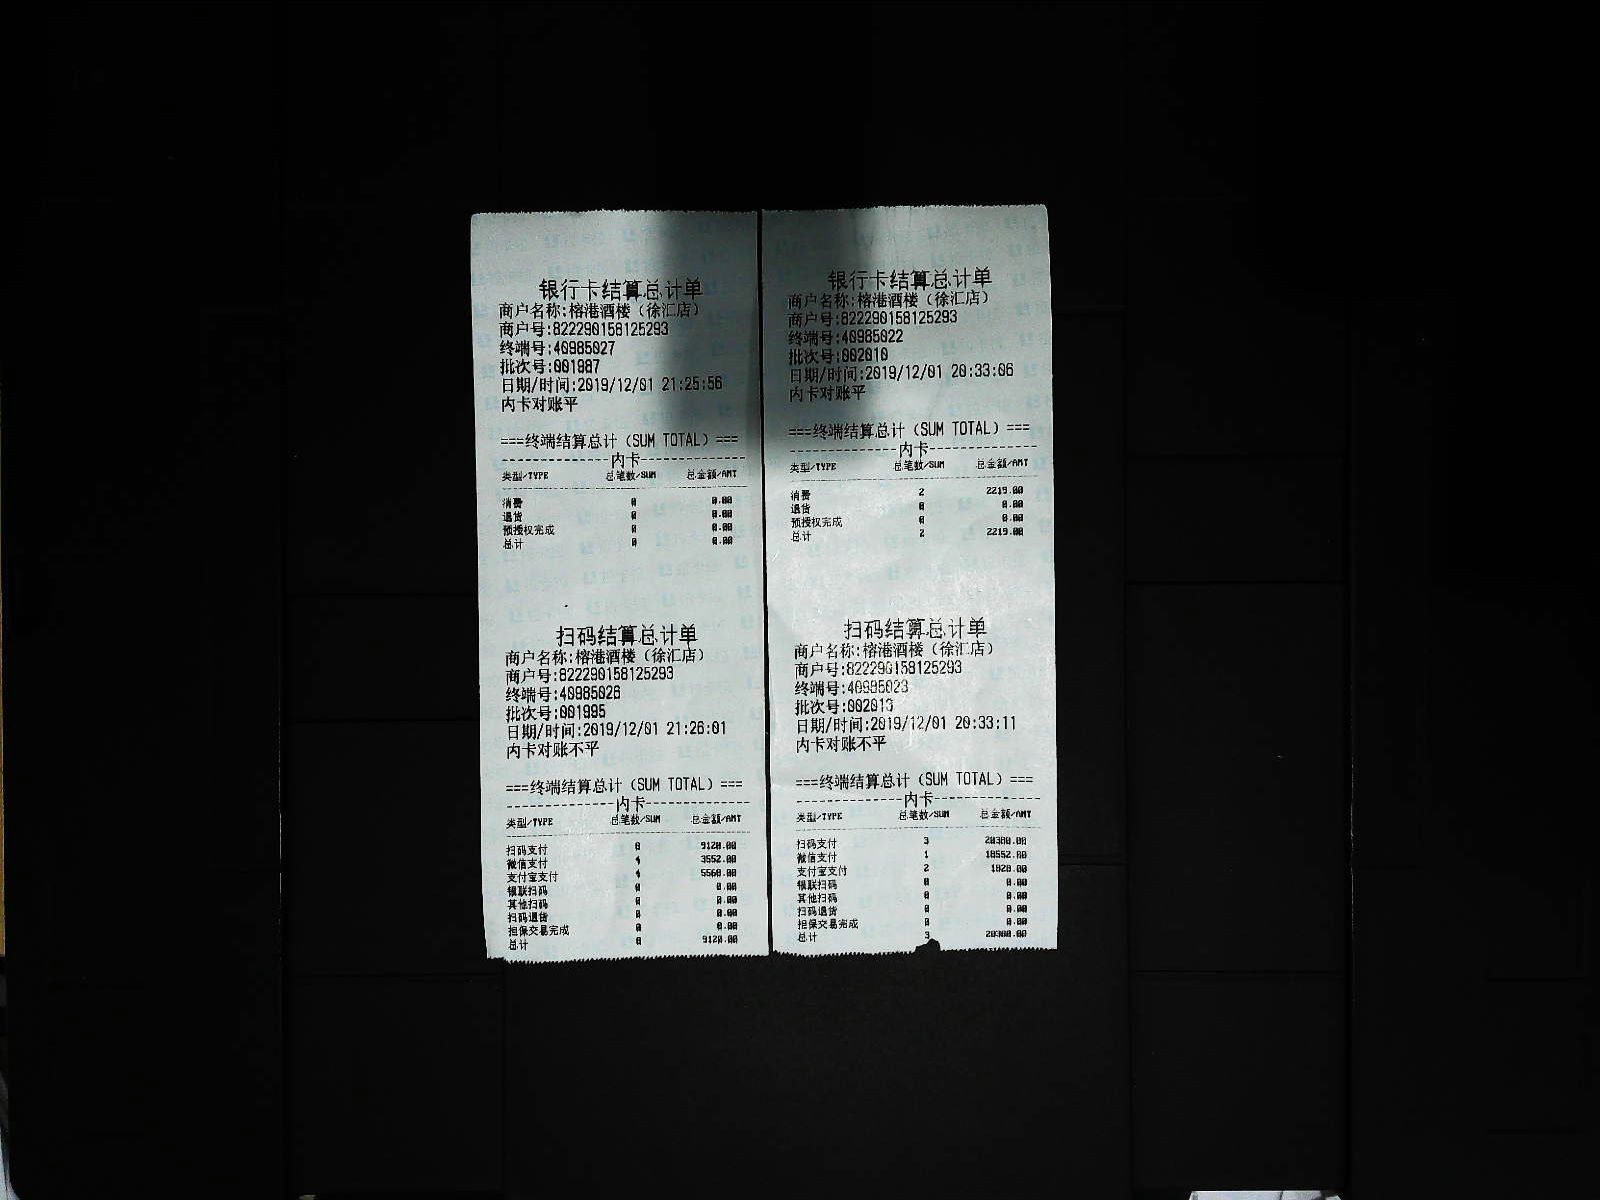 银行卡结算总计单
商户名称:榕港酒楼（徐汇店）
商户号:822290158125293
终端号:40985027
批次号:001987
日期/时间:2019/12/01 21:25:56
内卡对账平
===终端结算总计（SUM TOTAL）===
--------------内卡--------------
类型/TYPE 总笔数/SUM 总金额/AMT
消费 0 0.00
退货 0 0.00
预授权完成 0 0.00
总计 0 0.00
扫码结算总计单
商户名称:榕港酒楼（徐汇店）
商户号:822290158125293
终端号:40985028
批次号:001995
日期/时间:2019/12/01 21:26:01
内卡对账不平
===终端结算总计（SUM TOTAL）===
--------------内卡--------------
类型/TYPE 总笔数/SUM 总金额/AMT
扫码支付 8 9120.00
微信支付 4 3552.00
支付宝支付 4 5568.00
银联扫码 0 0.00
其他扫码 0 0.00
扫码退货 0 0.00
担保交易完成 0 0.00
总计 8 9120.00
银行卡结算总计单
商户名称:榕港酒楼（徐汇店）
商户号:822290158125293
终端号:40985022
批次号:002010
日期/时间:2019/12/01 20:33:06
内卡对账平
===终端结算总计（SUM TOTAL）===
--------------内卡--------------
类型/TYPE 总笔数/SUM 总金额/AMT
消费 2 2219.00
退货 0 0.00
预授权完成 0 0.00
总计 2 2219.00
扫码结算总计单
商户名称:榕港酒楼（徐汇店）
商户号:822290158125293
终端号:40985023
批次号:002013
日期/时间:2019/12/01 20:33:11
内卡对账不平
===终端结算总计（SUM TOTAL）===
--------------内卡--------------
类型/TYPE 总笔数/SUM 总金额/AMT
扫码支付 3
微信支付 1
支付宝支付 2
银联扫码 0 0.00
其他扫码 0 0.00
扫码退货 0 0.00
担保交易完成 0 0.00
总计 3